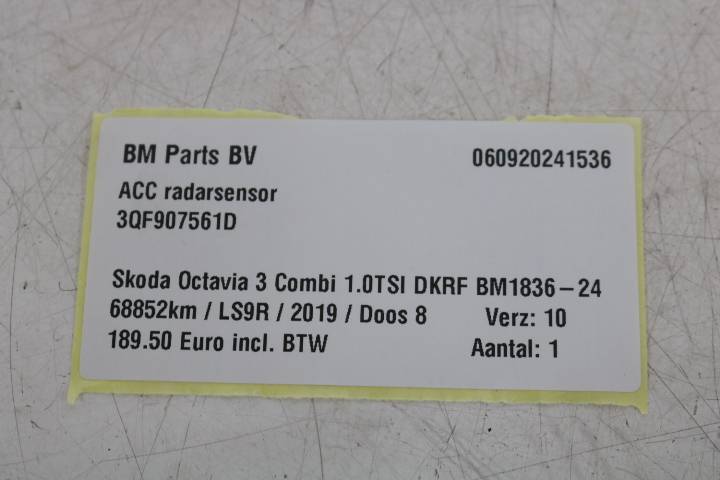 BM Parts BV 060920241536
ACC radarsensor
3QF907561D
Skoda Octavia 3 Combi 1.0TSI DKRF BM1836-24
68852km / LS9R / 2019 / Doos 8 Verz: 10
189.50 Euro incl. BTW Aantal: 1